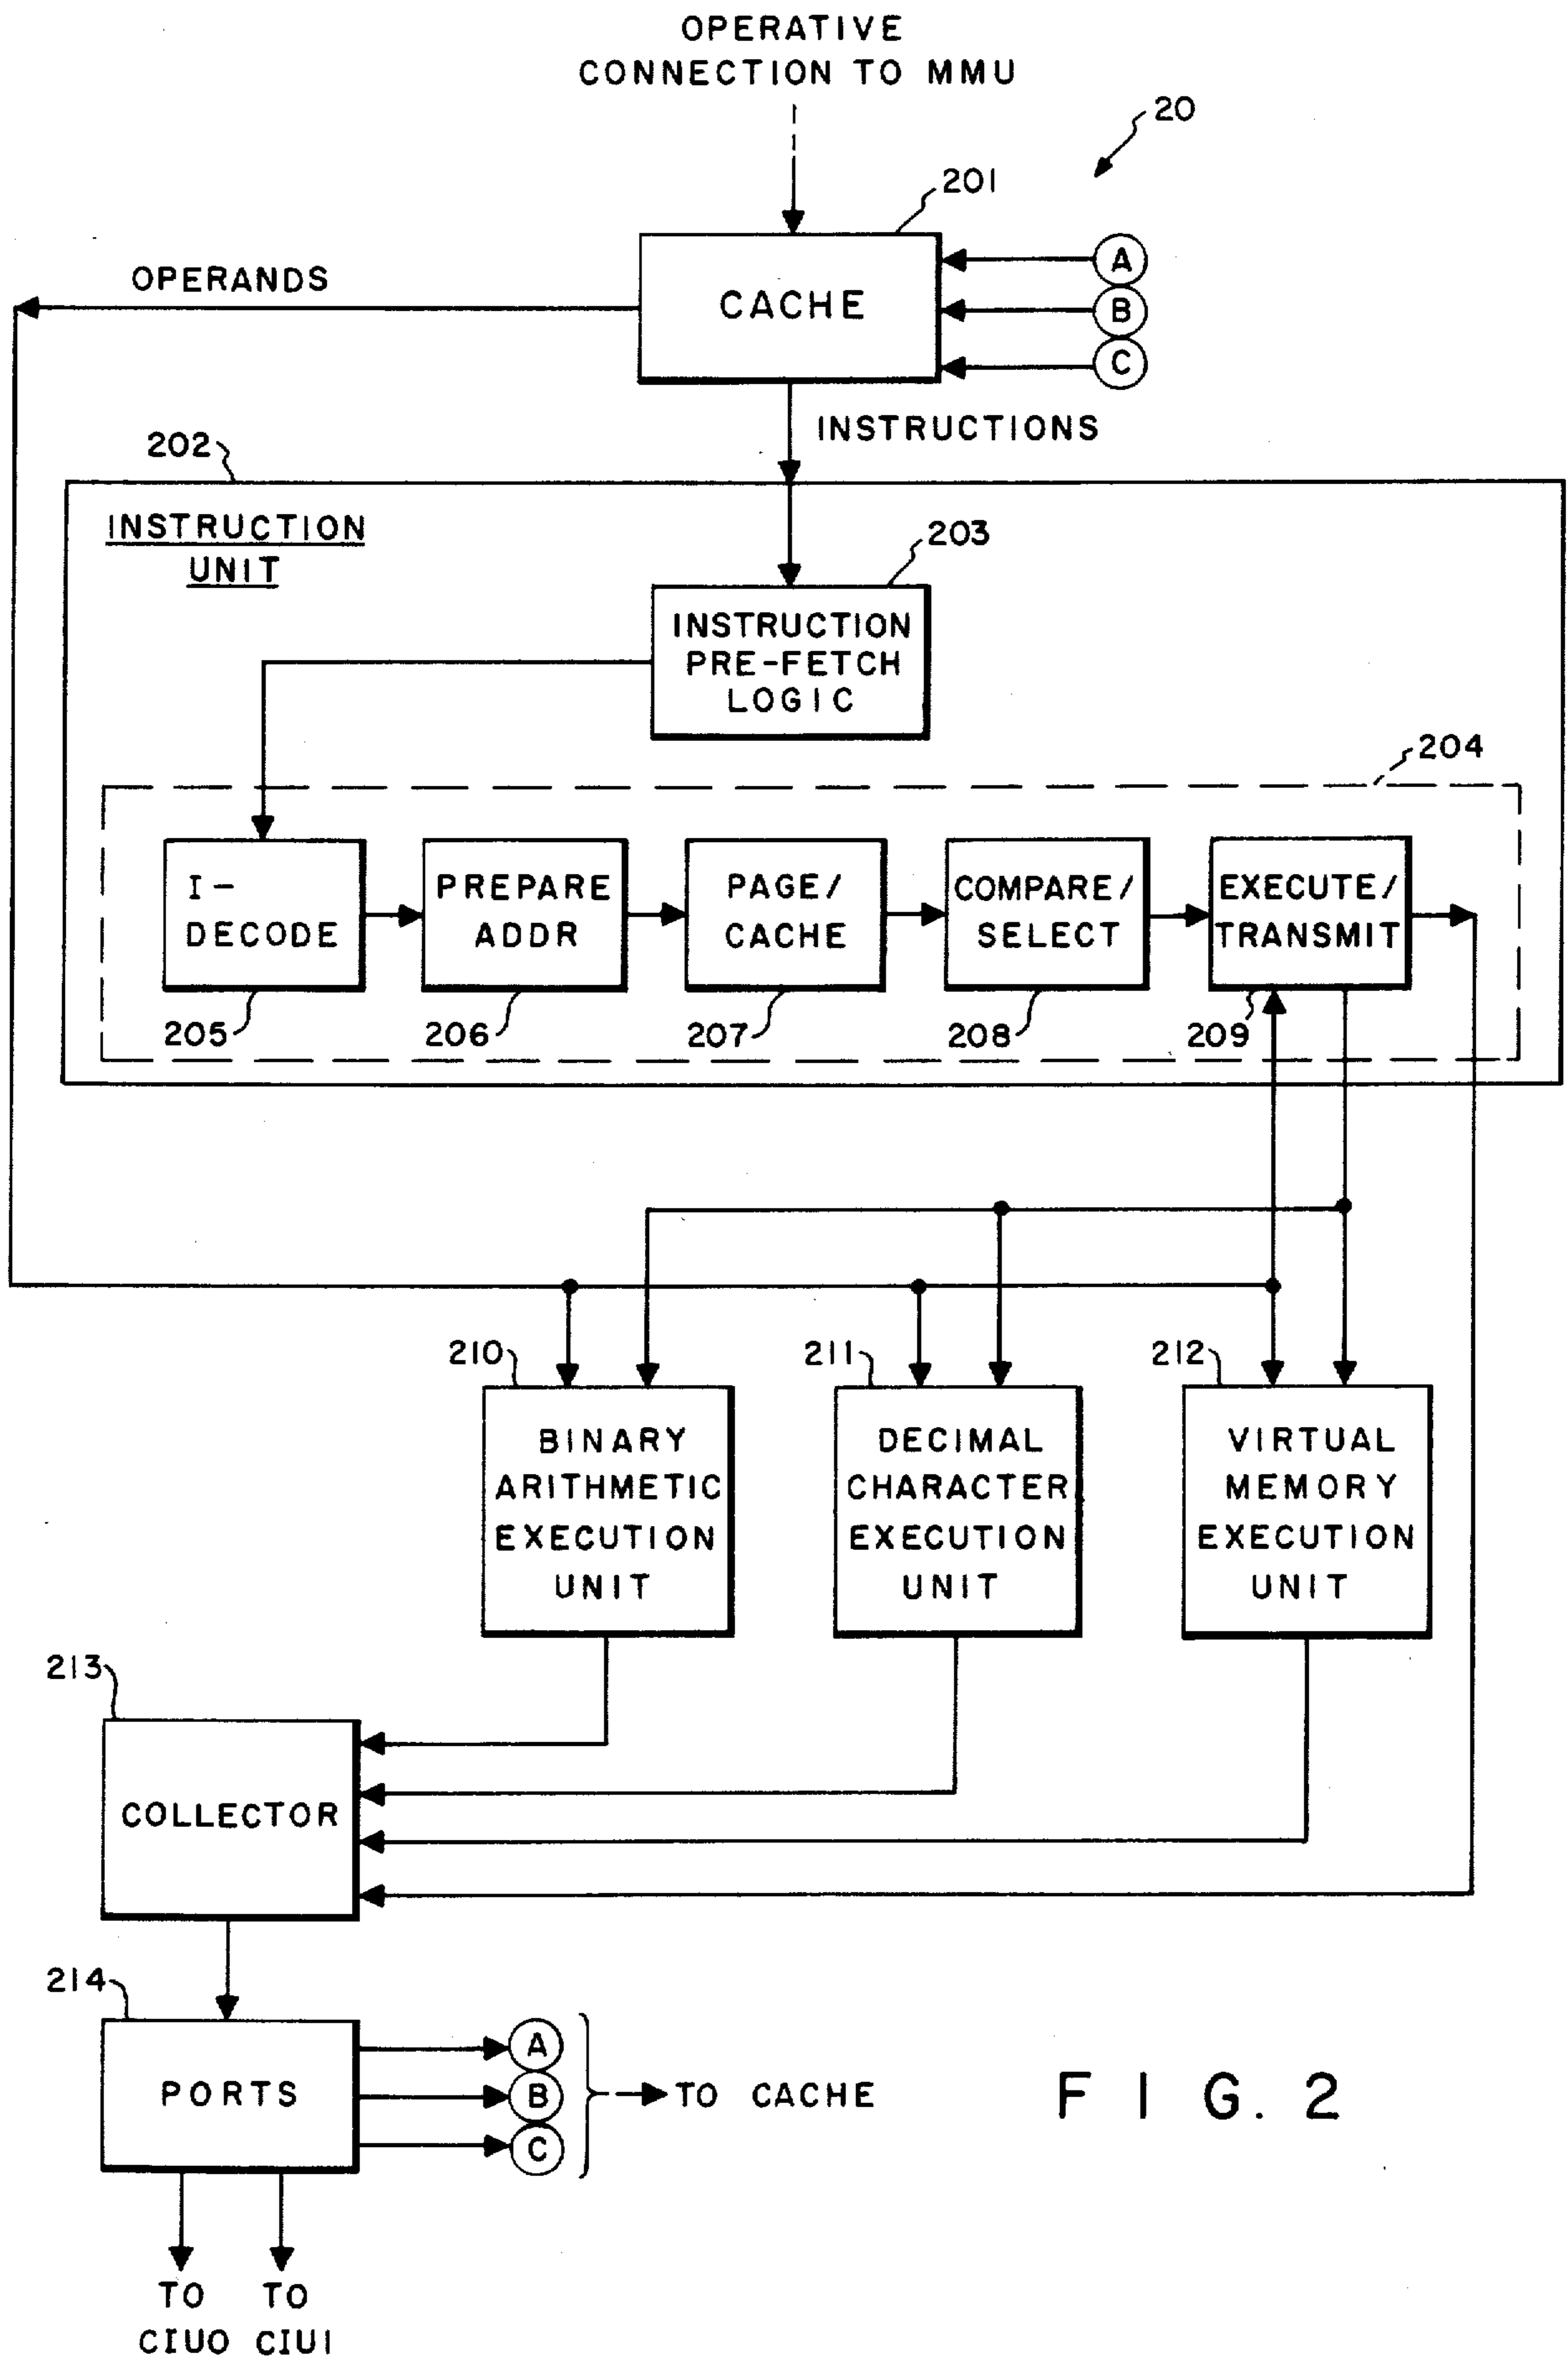 OPERATIVE
CONNECTION TO MMU
20
201
CACHE
A
B
C
OPERANDS
INSTRUCTIONS
202
INSTRUCTION
UNIT
203
INSTRUCTION
PRE-FETCH
LOGIC
204
I-
DECODE
PREPARE
ADDR
PAGE/
CACHE
COMPARE/
SELECT
EXECUTE/
TRANSMIT
205
206
207
208
209
210
211
212
BINARY
ARITHMETIC
EXECUTION
UNIT
DECIMAL
CHARACTER
EXECUTION
UNIT
VIRTUAL
MEMORY
EXECUTION
UNIT
213
COLLECTOR
214
PORTS
A
B
C
TO CACHE
FIG. 2
TO
CIU0
TO
CIU1